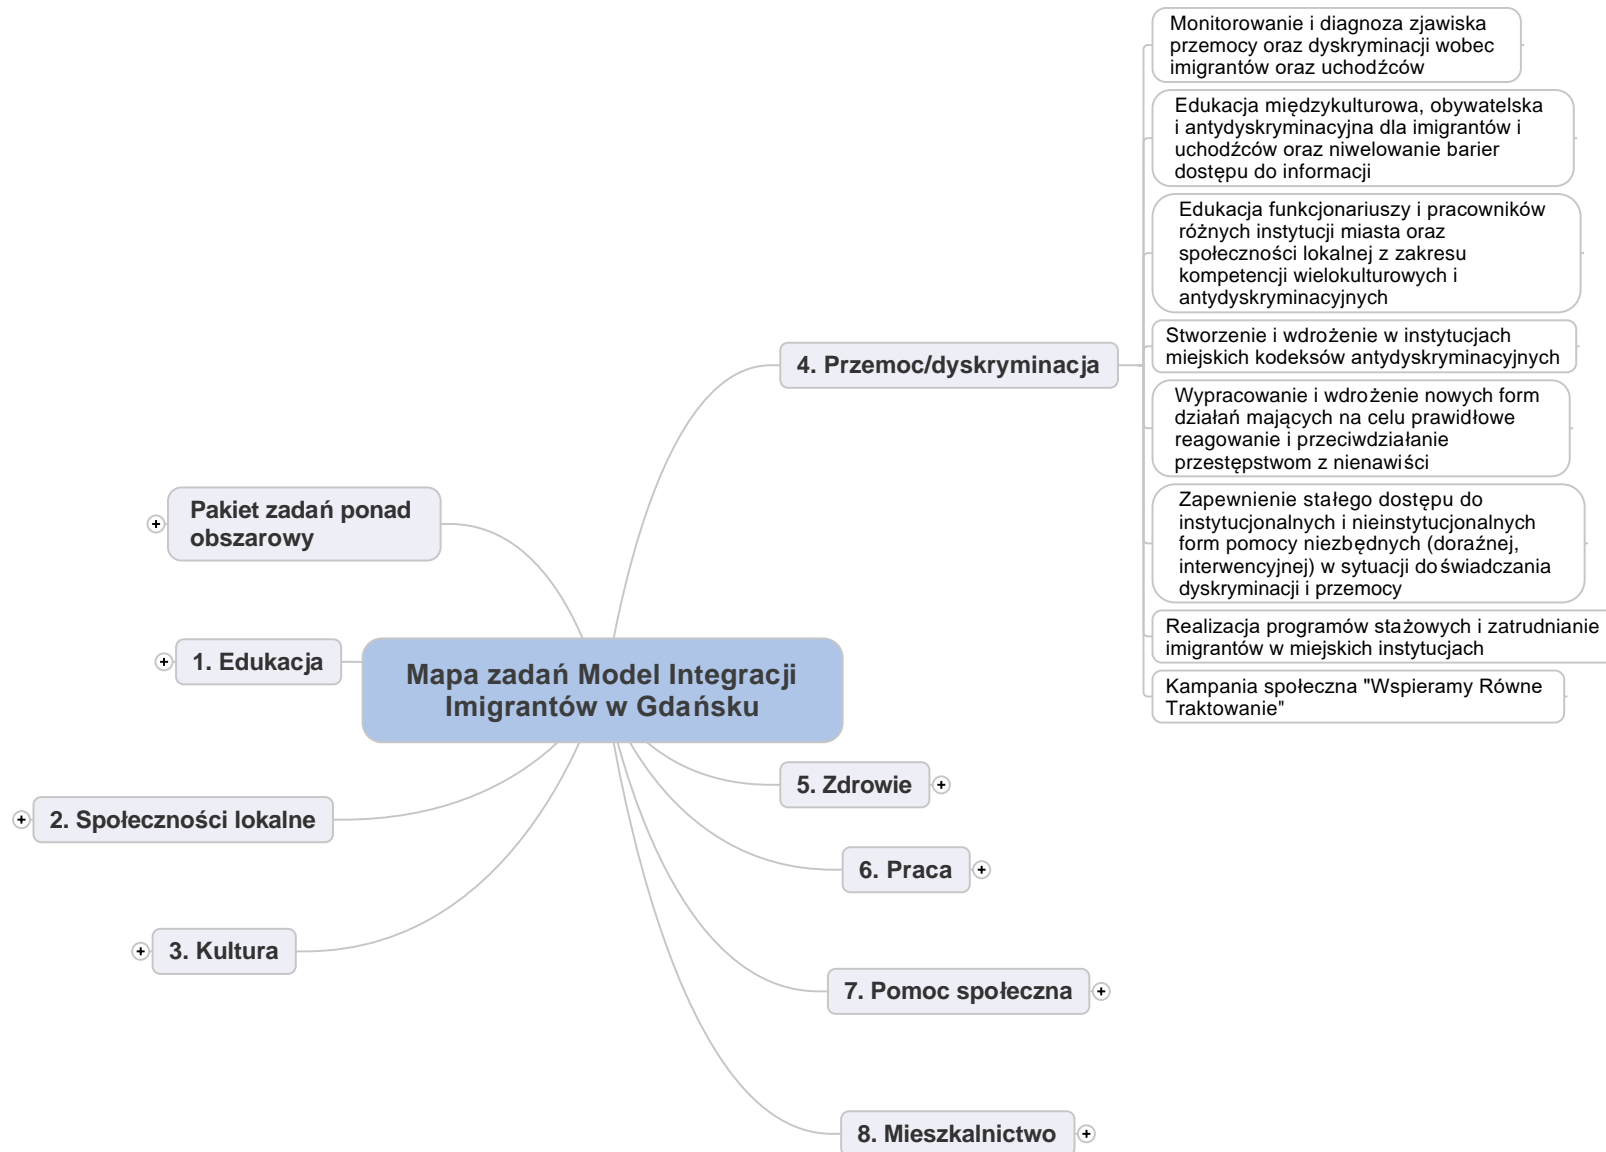 Monitorowanie i diagnoza zjawiska
przemocy oraz dyskryminacji wobec
imigrantów oraz uchodźców
Edukacja międzykulturowa, obywatelska
i antydyskryminacyjna dla imigrantów i
uchodźców oraz niwelowanie barier
dostępu do informacji
Edukacja funkcjonariuszy i pracowników
różnych instytucji miasta oraz
społeczności lokalnej z zakresu
kompetencji wielokulturowych i
antydyskryminacyjnych
Stworzenie i wdrożenie w instytucjach
miejskich kodeksów antydyskryminacyjnych
4. Przemoc/dyskryminacja
Wypracowanie i wdrożenie nowych form
działań mających na celu prawidłowe
reagowanie i przeciwdziałanie
przestępstwom z nienawiści
Zapewnienie stałego dostępu do
instytucjonalnych i nieinstytucjonalnych
form pomocy niezbędnych (doraźnej,
interwencyjnej) w sytuacji doświadczania
dyskryminacji i przemocy
Realizacja programów stażowych i zatrudnianie
imigrantów w miejskich instytucjach
Kampania społeczna "Wspieramy Równe
Traktowanie"
Pakiet zadań ponad
obszarowy
1. Edukacja
Mapa zadań Model Integracji
Imigrantów w Gdańsku
2. Społeczności lokalne
3. Kultura
5. Zdrowie
6. Praca
7. Pomoc społeczna
8. Mieszkalnictwo